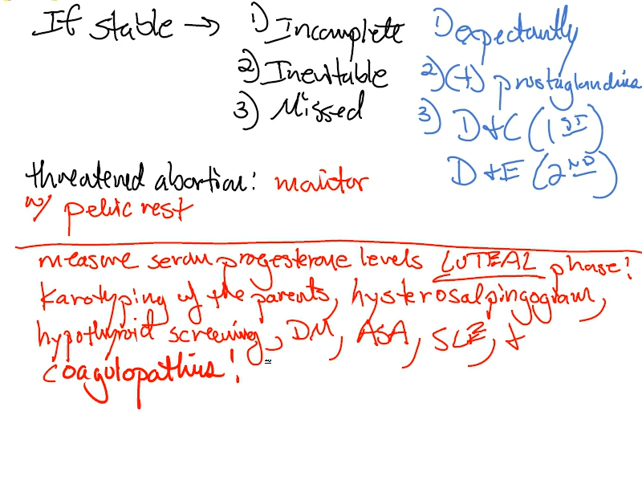 If stable → 1) Incomplete 1) expectantly
2) Inevitable 2) (+) prostaglandins
3) Missed 3) D+C (1ST)
D+E (2ND)
threatened abortion: monitor
w/ pelvic rest
measure serum progesterone levels LUTEAL phase!
Karotyping of the parents, hysterosalpingogram,
hypothyroid screening, DM, ASA, SLE, +
coagulopathies!